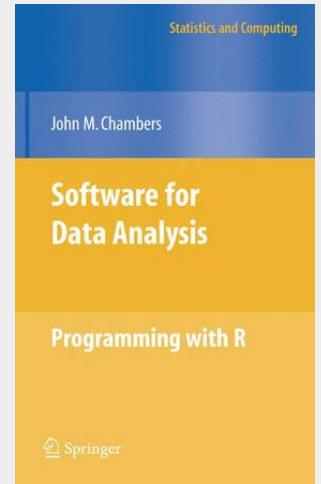 Statistics and Computing
John M. Chambers
Software for
Data Analysis
Programming with R
Springer